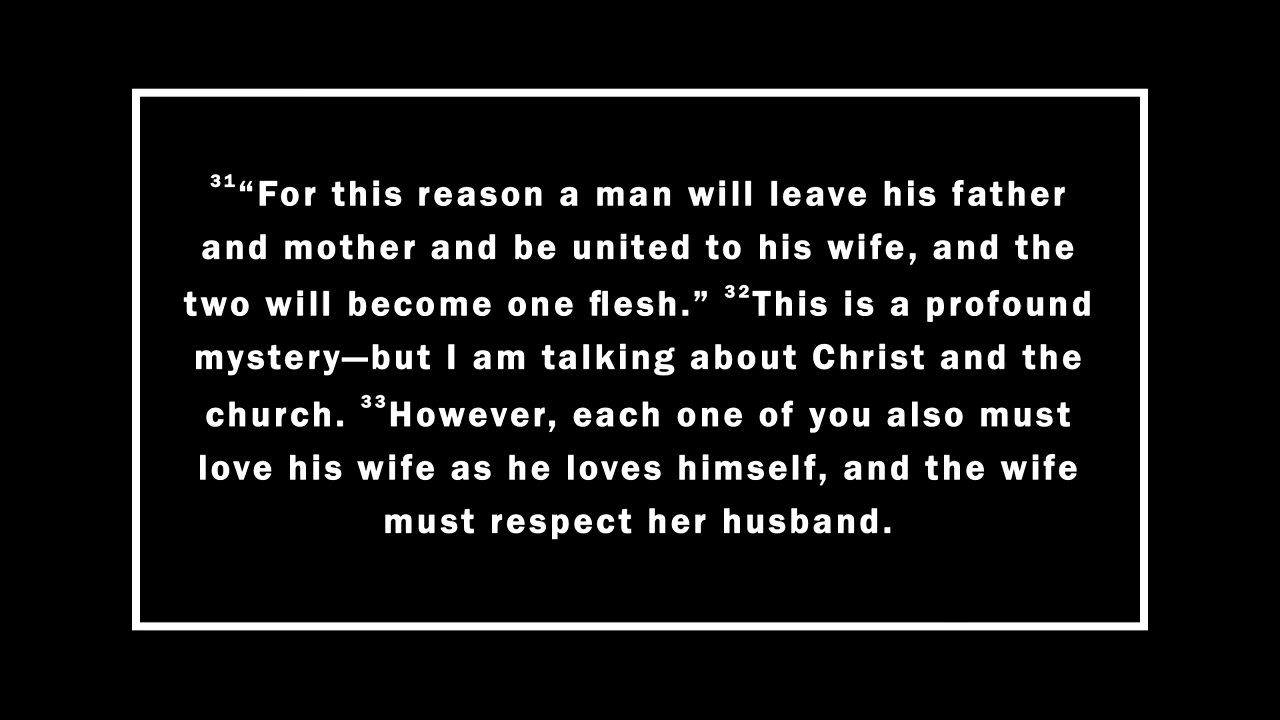 ³¹“For this reason a man will leave his father
and mother and be united to his wife, and the
two will become one flesh.” ³²This is a profound
mystery—but I am talking about Christ and the
church. ³³However, each one of you also must
love his wife as he loves himself, and the wife
must respect her husband.